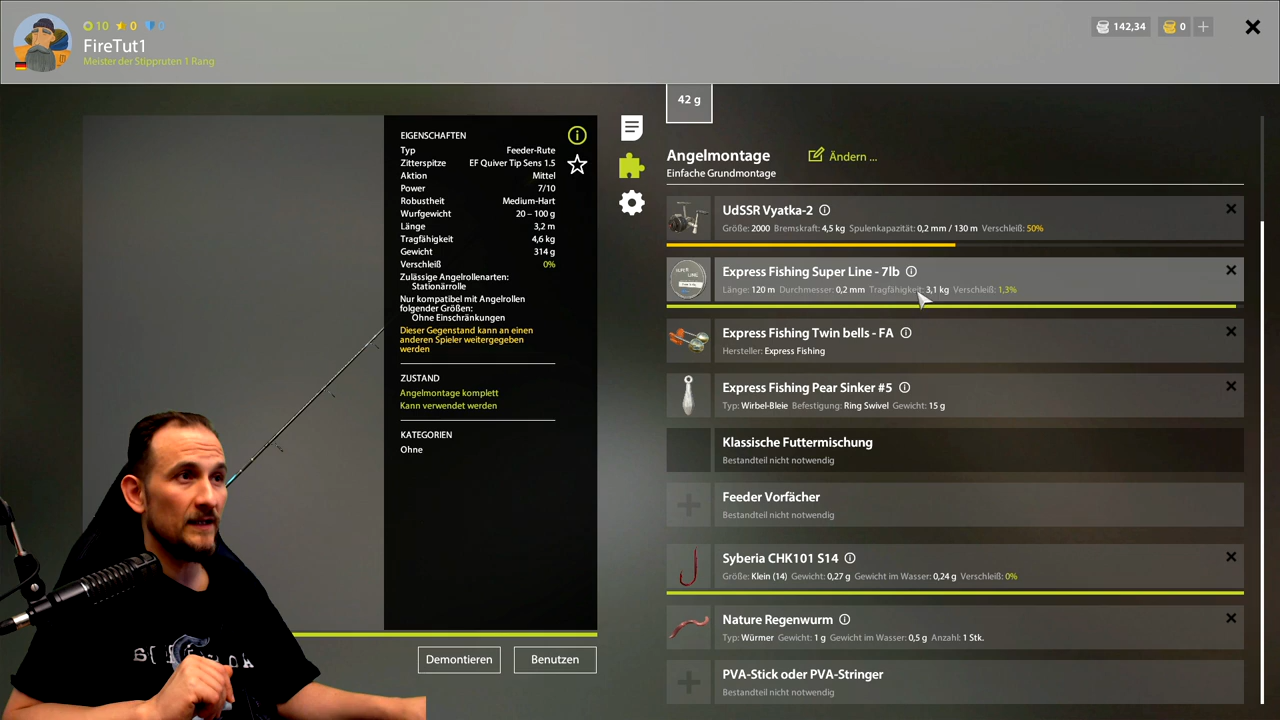 10 0 0
FireTut1
Meister der Stippruten 1 Rang
142,34 0
42 g
EIGENSCHAFTEN
Typ Feeder-Rute
Zitterspitze EF Quiver Tip Sens 1.5
Aktion Mittel
Power 7/10
Robustheit Medium-Hart
Wurfgewicht 20 – 100 g
Länge 3,2 m
Tragfähigkeit 4,6 kg
Gewicht 314 g
Verschleiß 0%
Zulässige Angelrollenarten:
Stationärrolle
Nur kompatibel mit Angelrollen
folgender Größen:
Ohne Einschränkungen
Dieser Gegenstand kann an einen
anderen Spieler weitergegeben
werden
ZUSTAND
Angelmontage komplett
Kann verwendet werden
KATEGORIEN
Ohne
Demontieren
Benutzen
Angelmontage
Ändern ...
Einfache Grundmontage
UdSSR Vyatka-2
Größe: 2000 Bremskraft: 4,5 kg Spulenkapazität: 0,2 mm / 130 m Verschleiß: 50%
Express Fishing Super Line - 7lb
Länge: 120 m Durchmesser: 0,2 mm Tragfähigkeit: 3,1 kg Verschleiß: 1,3%
Express Fishing Twin bells - FA
Hersteller: Express Fishing
Express Fishing Pear Sinker #5
Typ: Wirbel-Bleie Befestigung: Ring Swivel Gewicht: 15 g
Klassische Futtermischung
Bestandteil nicht notwendig
Feeder Vorfächer
Bestandteil nicht notwendig
Syberia CHK101 S14
Größe: Klein (14) Gewicht: 0,27 g Gewicht im Wasser: 0,24 g Verschleiß: 0%
Nature Regenwurm
Typ: Würmer Gewicht: 1 g Gewicht im Wasser: 0,5 g Anzahl: 1 Stk.
PVA-Stick oder PVA-Stringer
Bestandteil nicht notwendig